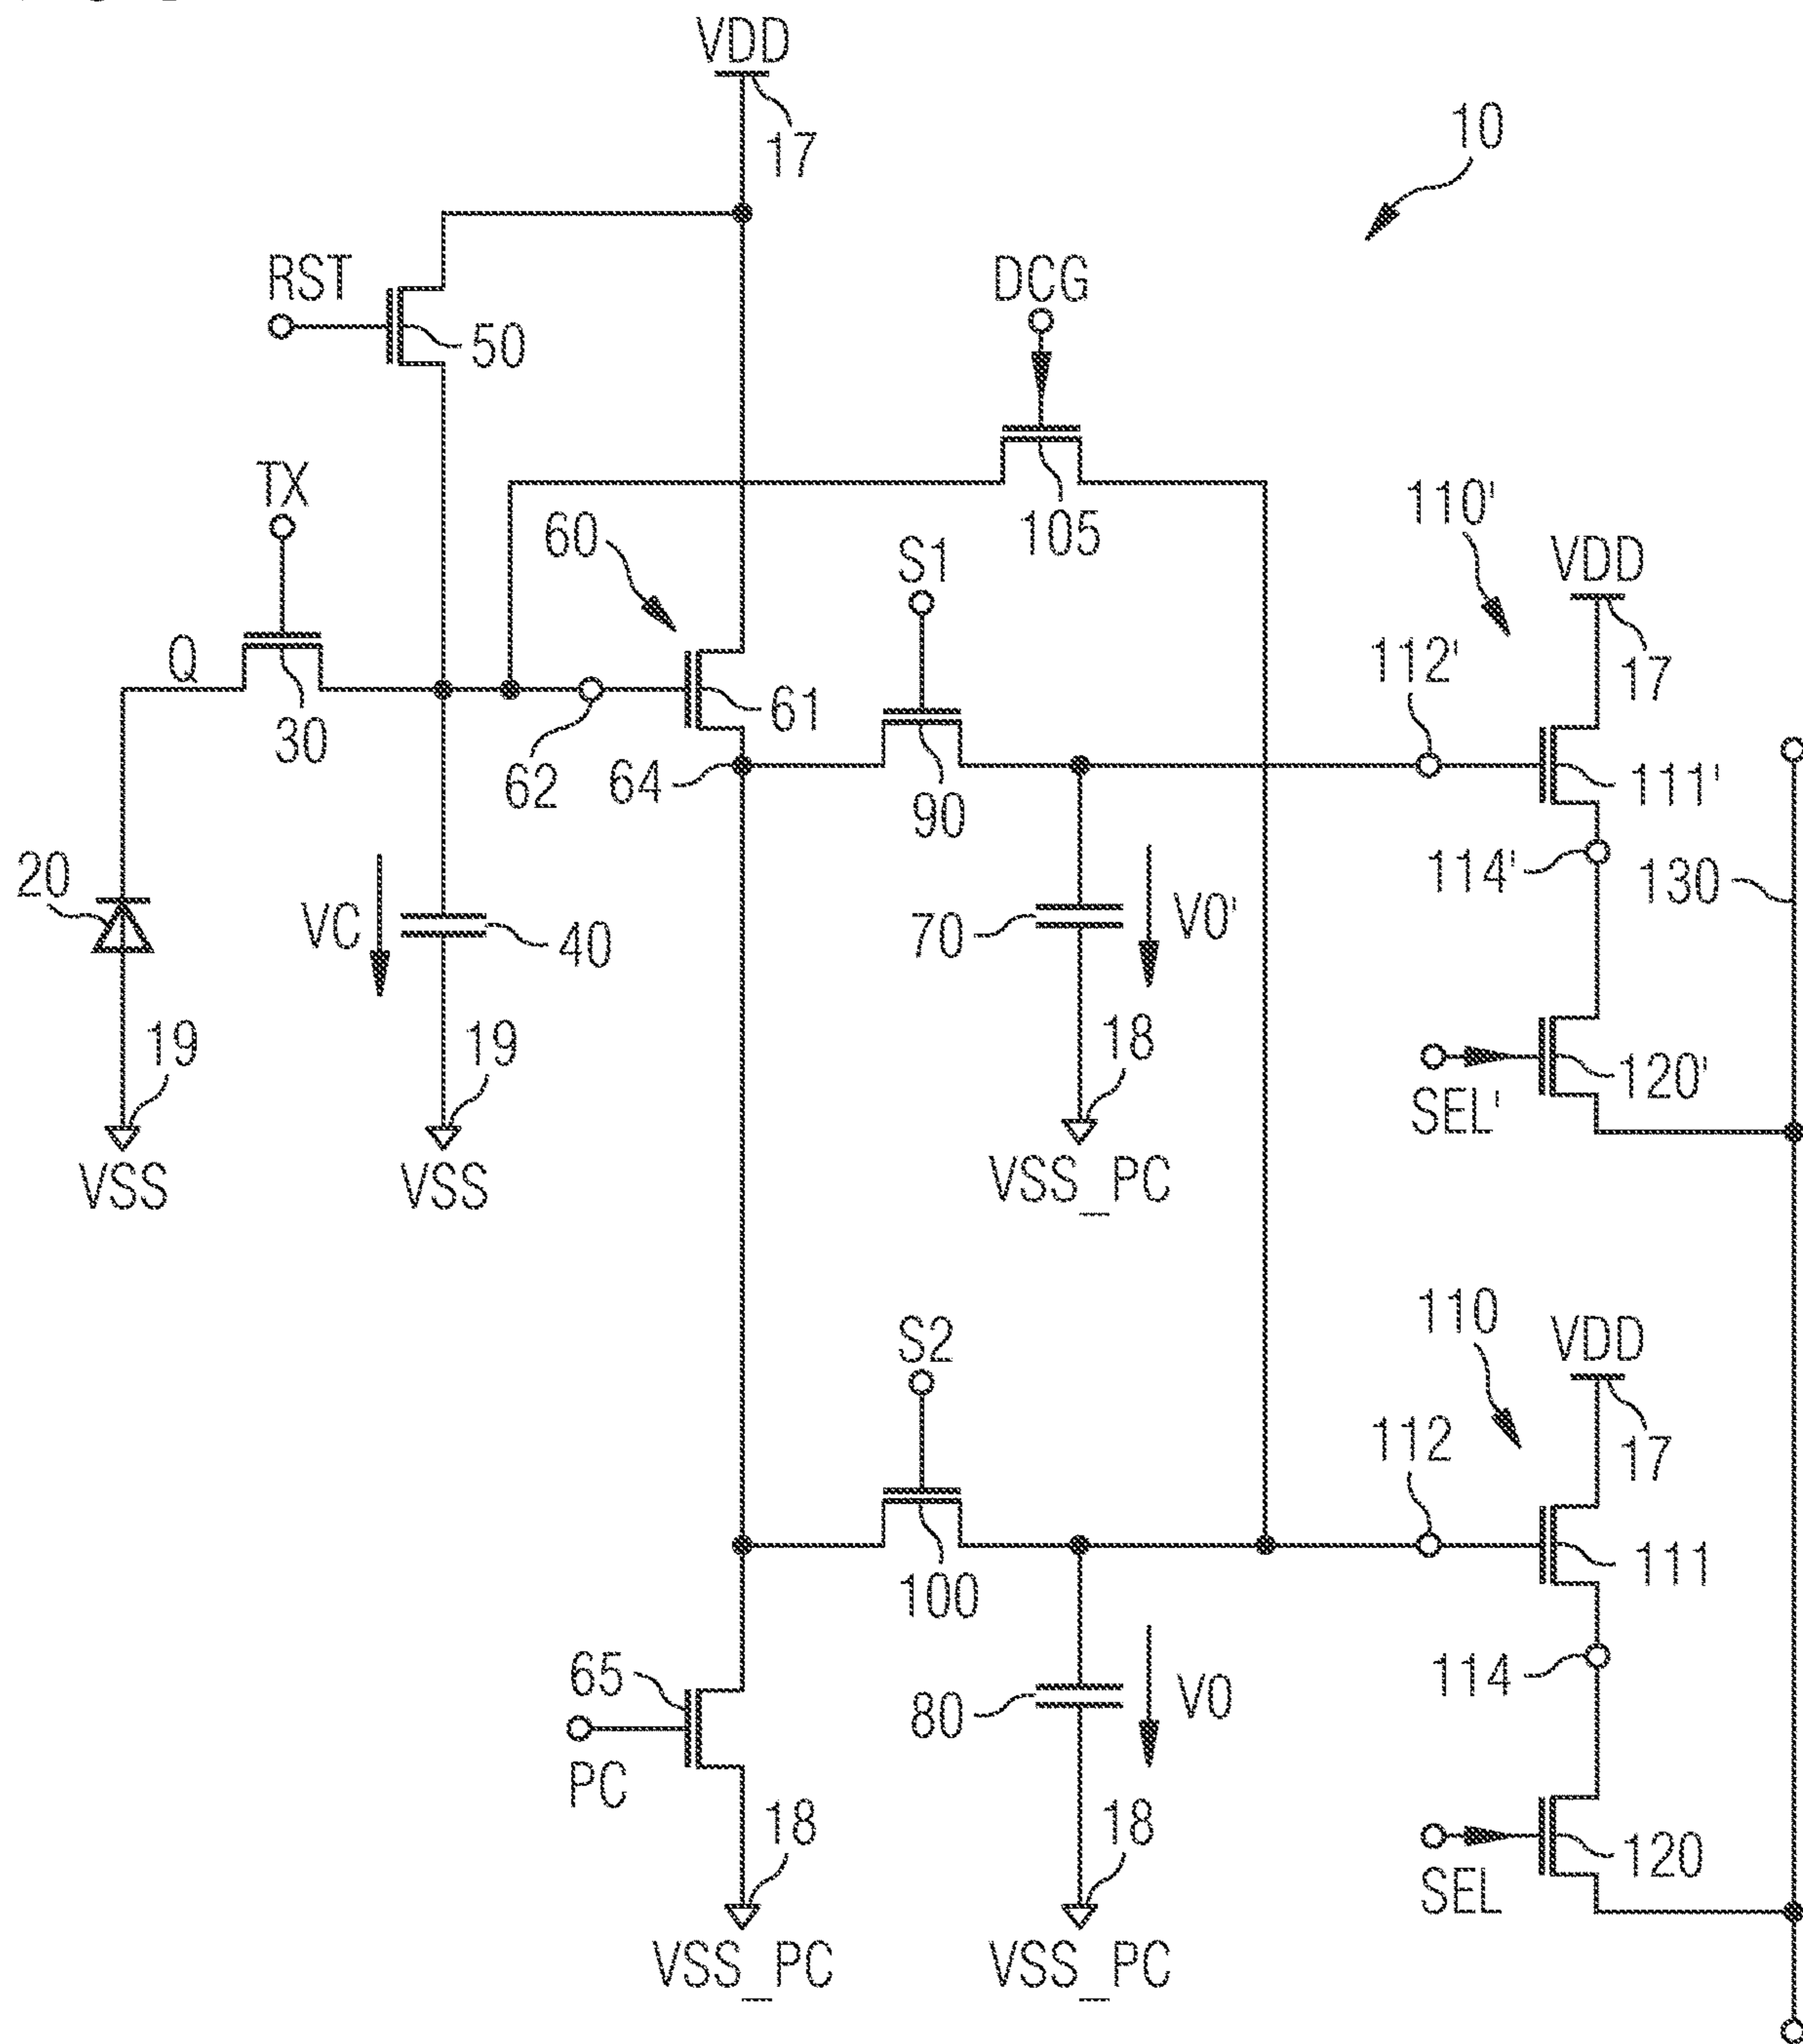 VDD
17
10
RST
50
DCG
TX
105
60
S1
110'
VDD
Q
30
61
112'
17
62
64
90
111'
20
VC
40
70
V0'
114'
130
19
19
18
120'
SEL'
VSS
VSS
VSS_PC
S2
110
VDD
112
17
100
111
65
80
V0
114
PC
18
18
120
SEL
VSS_PC
VSS_PC